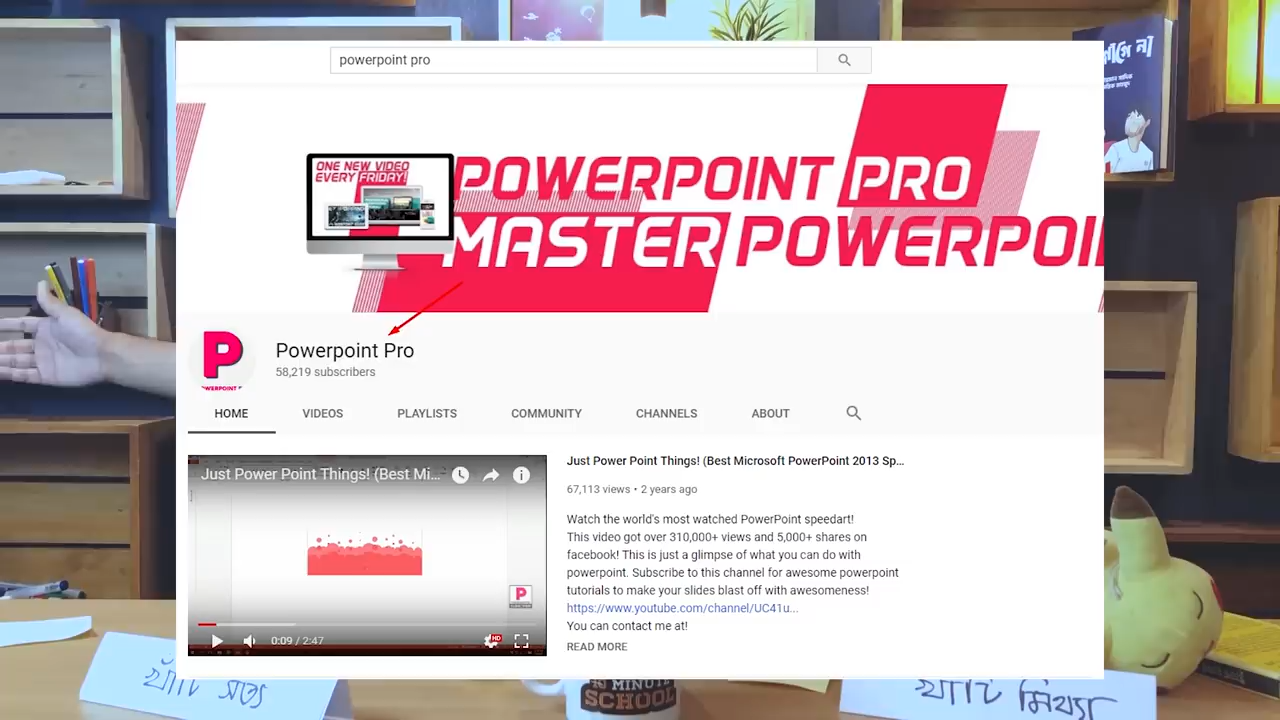 powerpoint pro
ONE NEW VIDEO
EVERY FRIDAY!
POWERPOINT PRO
MASTER POWERPOI
P
POWERPOINT P
Powerpoint Pro
58,219 subscribers
HOME VIDEOS PLAYLISTS COMMUNITY CHANNELS ABOUT
Just Power Point Things! (Best Mi...
P
0:09 / 2:47
HD
Just Power Point Things! (Best Microsoft PowerPoint 2013 Sp...
67,113 views • 2 years ago
Watch the world's most watched PowerPoint speedart!
This video got over 310,000+ views and 5,000+ shares on
facebook! This is just a glimpse of what you can do with
powerpoint. Subscribe to this channel for awesome powerpoint
tutorials to make your slides blast off with awesomeness!
https://www.youtube.com/channel/UC41u...
You can contact me at!
READ MORE
খাঁটি সত্য
10 MINUTE
SCHOOL
খাঁটি মিথ্যা